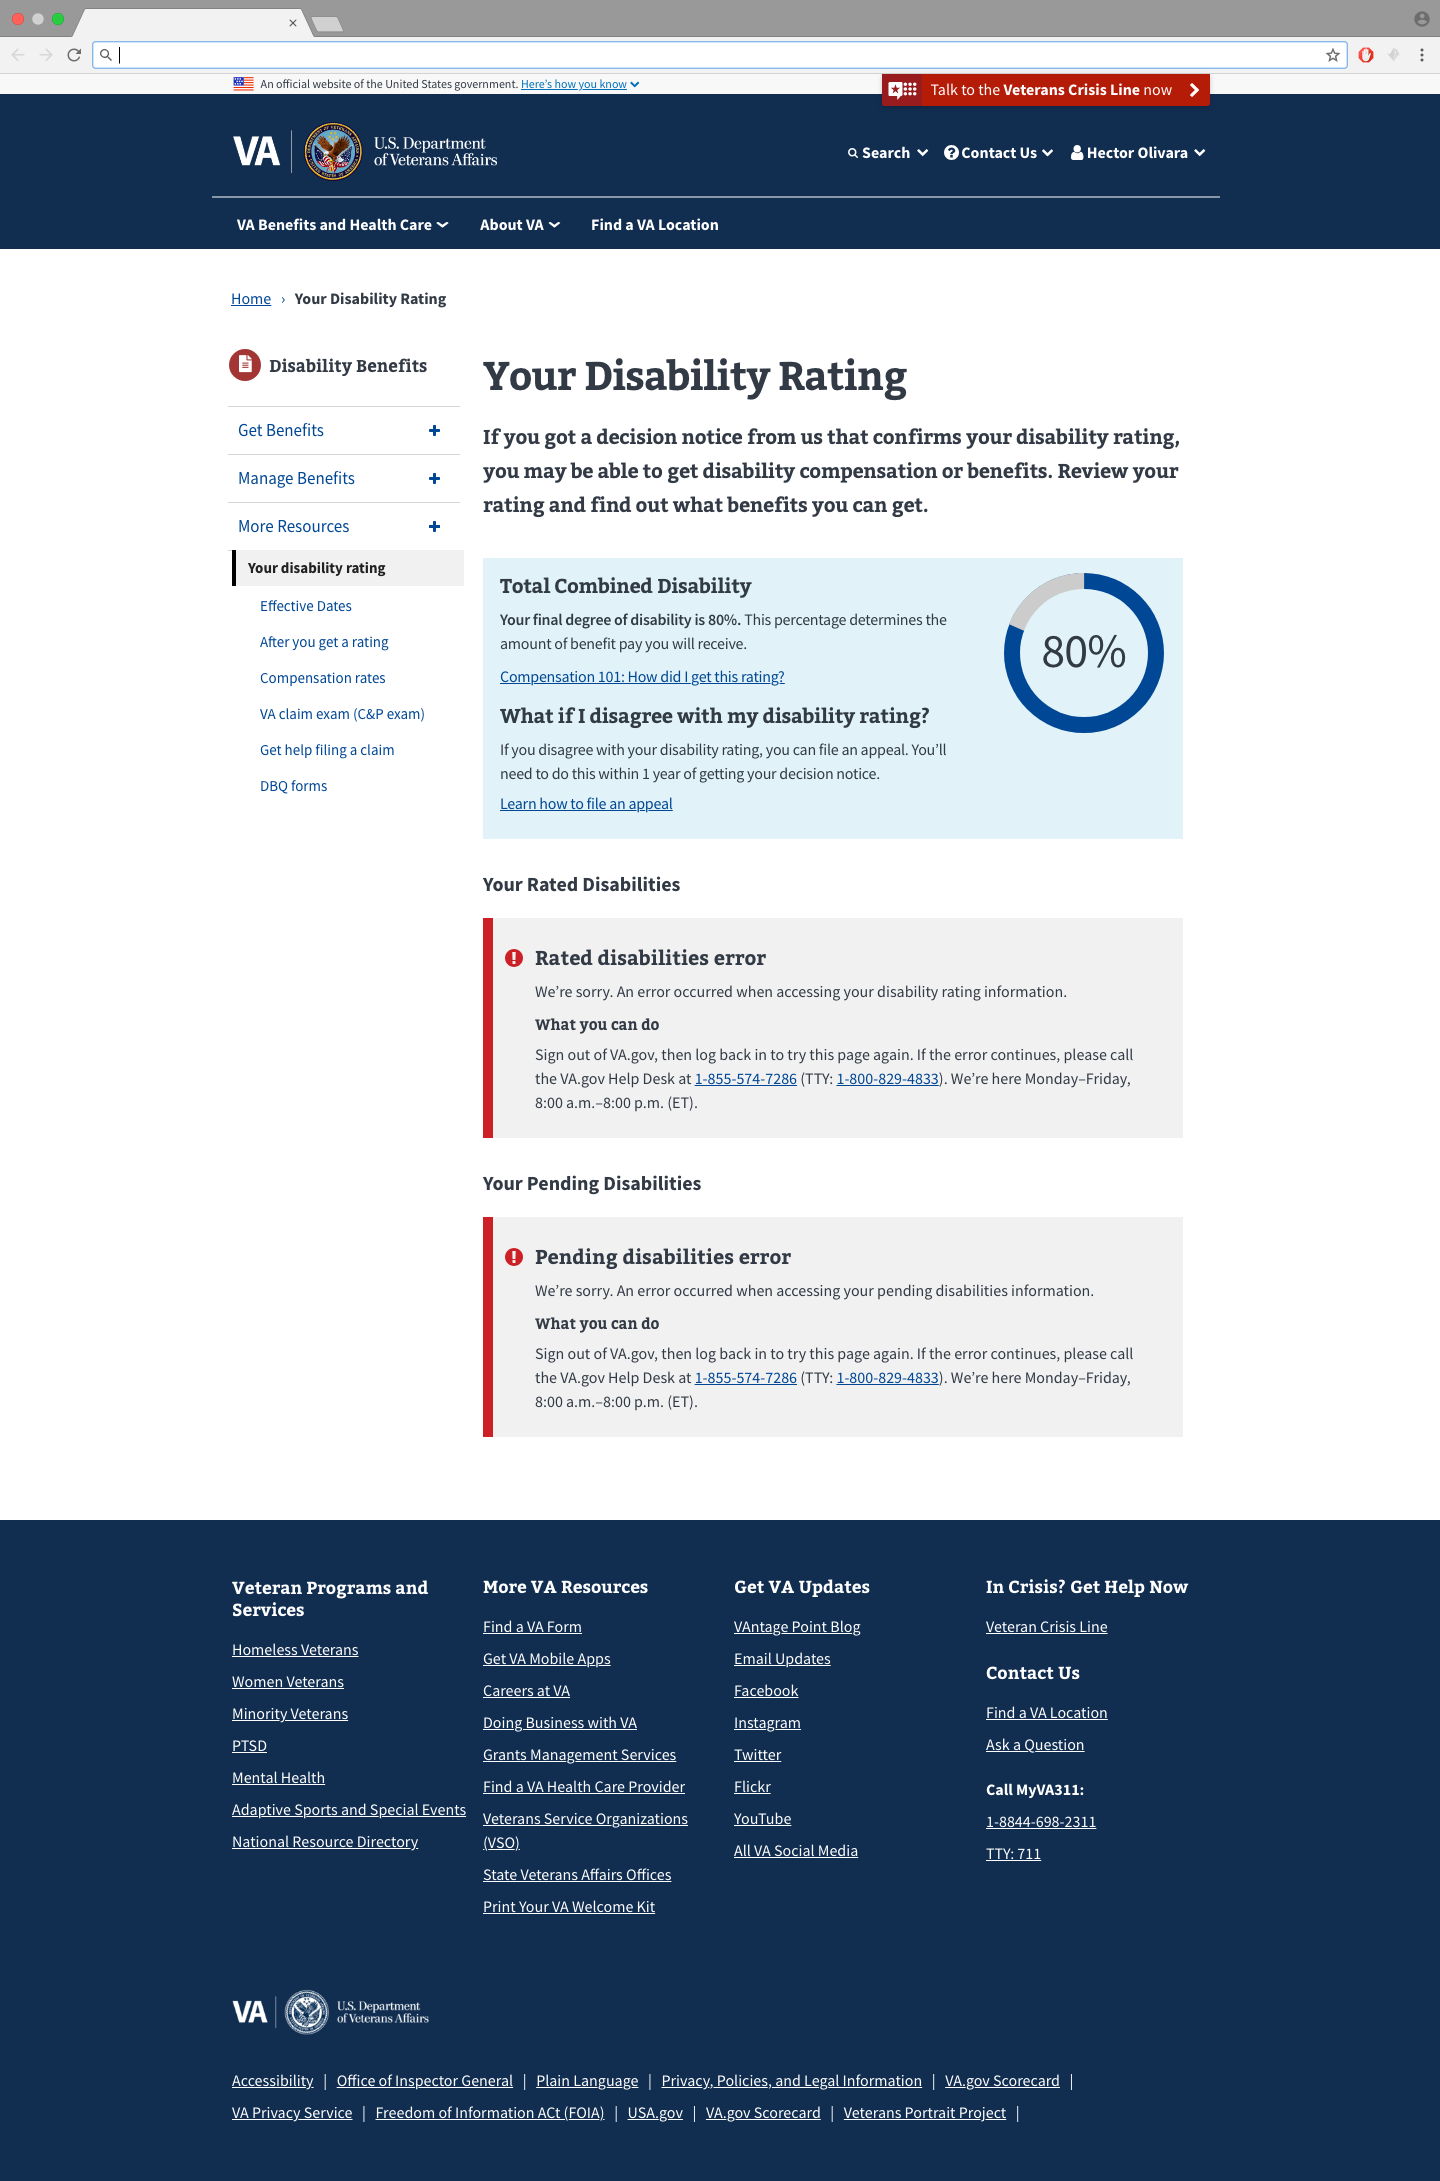 An official website of the United States government. Here's how you know
Talk to the Veterans Crisis Line now
VA
U.S. Department
of Veterans Affairs
Search
Contact Us
Hector Olivara
VA Benefits and Health Care
About VA
Find a VA Location
Home › Your Disability Rating
Disability Benefits
Get Benefits
Manage Benefits
More Resources
Your disability rating
Effective Dates
After you get a rating
Compensation rates
VA claim exam (C&P exam)
Get help filing a claim
DBQ forms
Your Disability Rating
If you got a decision notice from us that confirms your disability rating,
you may be able to get disability compensation or benefits. Review your
rating and find out what benefits you can get.
Total Combined Disability
Your final degree of disability is 80%. This percentage determines the
amount of benefit pay you will receive.
Compensation 101: How did I get this rating?
What if I disagree with my disability rating?
If you disagree with your disability rating, you can file an appeal. You'll
need to do this within 1 year of getting your decision notice.
Learn how to file an appeal
80%
Your Rated Disabilities
Rated disabilities error
We're sorry. An error occurred when accessing your disability rating information.
What you can do
Sign out of VA.gov, then log back in to try this page again. If the error continues, please call
the VA.gov Help Desk at 1-855-574-7286 (TTY: 1-800-829-4833). We're here Monday–Friday,
8:00 a.m.–8:00 p.m. (ET).
Your Pending Disabilities
Pending disabilities error
We're sorry. An error occurred when accessing your pending disabilities information.
What you can do
Sign out of VA.gov, then log back in to try this page again. If the error continues, please call
the VA.gov Help Desk at 1-855-574-7286 (TTY: 1-800-829-4833). We're here Monday–Friday,
8:00 a.m.–8:00 p.m. (ET).
Veteran Programs and
Services
Homeless Veterans
Women Veterans
Minority Veterans
PTSD
Mental Health
Adaptive Sports and Special Events
National Resource Directory
More VA Resources
Find a VA Form
Get VA Mobile Apps
Careers at VA
Doing Business with VA
Grants Management Services
Find a VA Health Care Provider
Veterans Service Organizations
(VSO)
State Veterans Affairs Offices
Print Your VA Welcome Kit
Get VA Updates
VAntage Point Blog
Email Updates
Facebook
Instagram
Twitter
Flickr
YouTube
All VA Social Media
In Crisis? Get Help Now
Veteran Crisis Line
Contact Us
Find a VA Location
Ask a Question
Call MyVA311:
1-8844-698-2311
TTY: 711
VA
U.S. Department
of Veterans Affairs
Accessibility | Office of Inspector General | Plain Language | Privacy, Policies, and Legal Information | VA.gov Scorecard |
VA Privacy Service | Freedom of Information ACt (FOIA) | USA.gov | VA.gov Scorecard | Veterans Portrait Project |